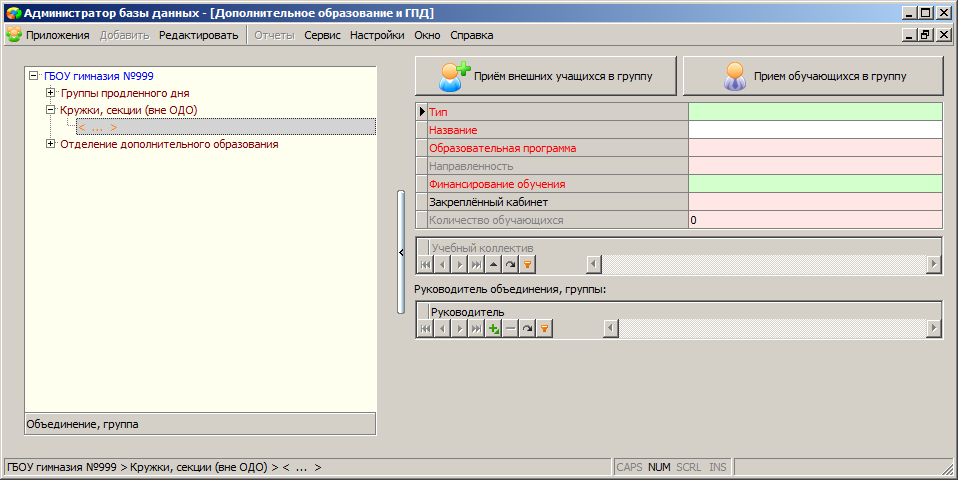 Администратор базы данных - [Дополнительное образование и ГПД]
Приложения Добавить Редактировать Отчеты Сервис Настройки Окно Справка
ГБОУ гимназия №999
Группы продленного дня
Кружки, секции (вне ОДО)
< ... >
Отделение дополнительного образования
Объединение, группа
Приём внешних учащихся в группу
Прием обучающихся в группу
Тип
Название
Образовательная программа
Направленность
Финансирование обучения
Закреплённый кабинет
Количество обучающихся 0
Учебный коллектив
Руководитель объединения, группы:
Руководитель
ГБОУ гимназия №999 > Кружки, секции (вне ОДО) > < ... >
CAPS NUM SCRL INS